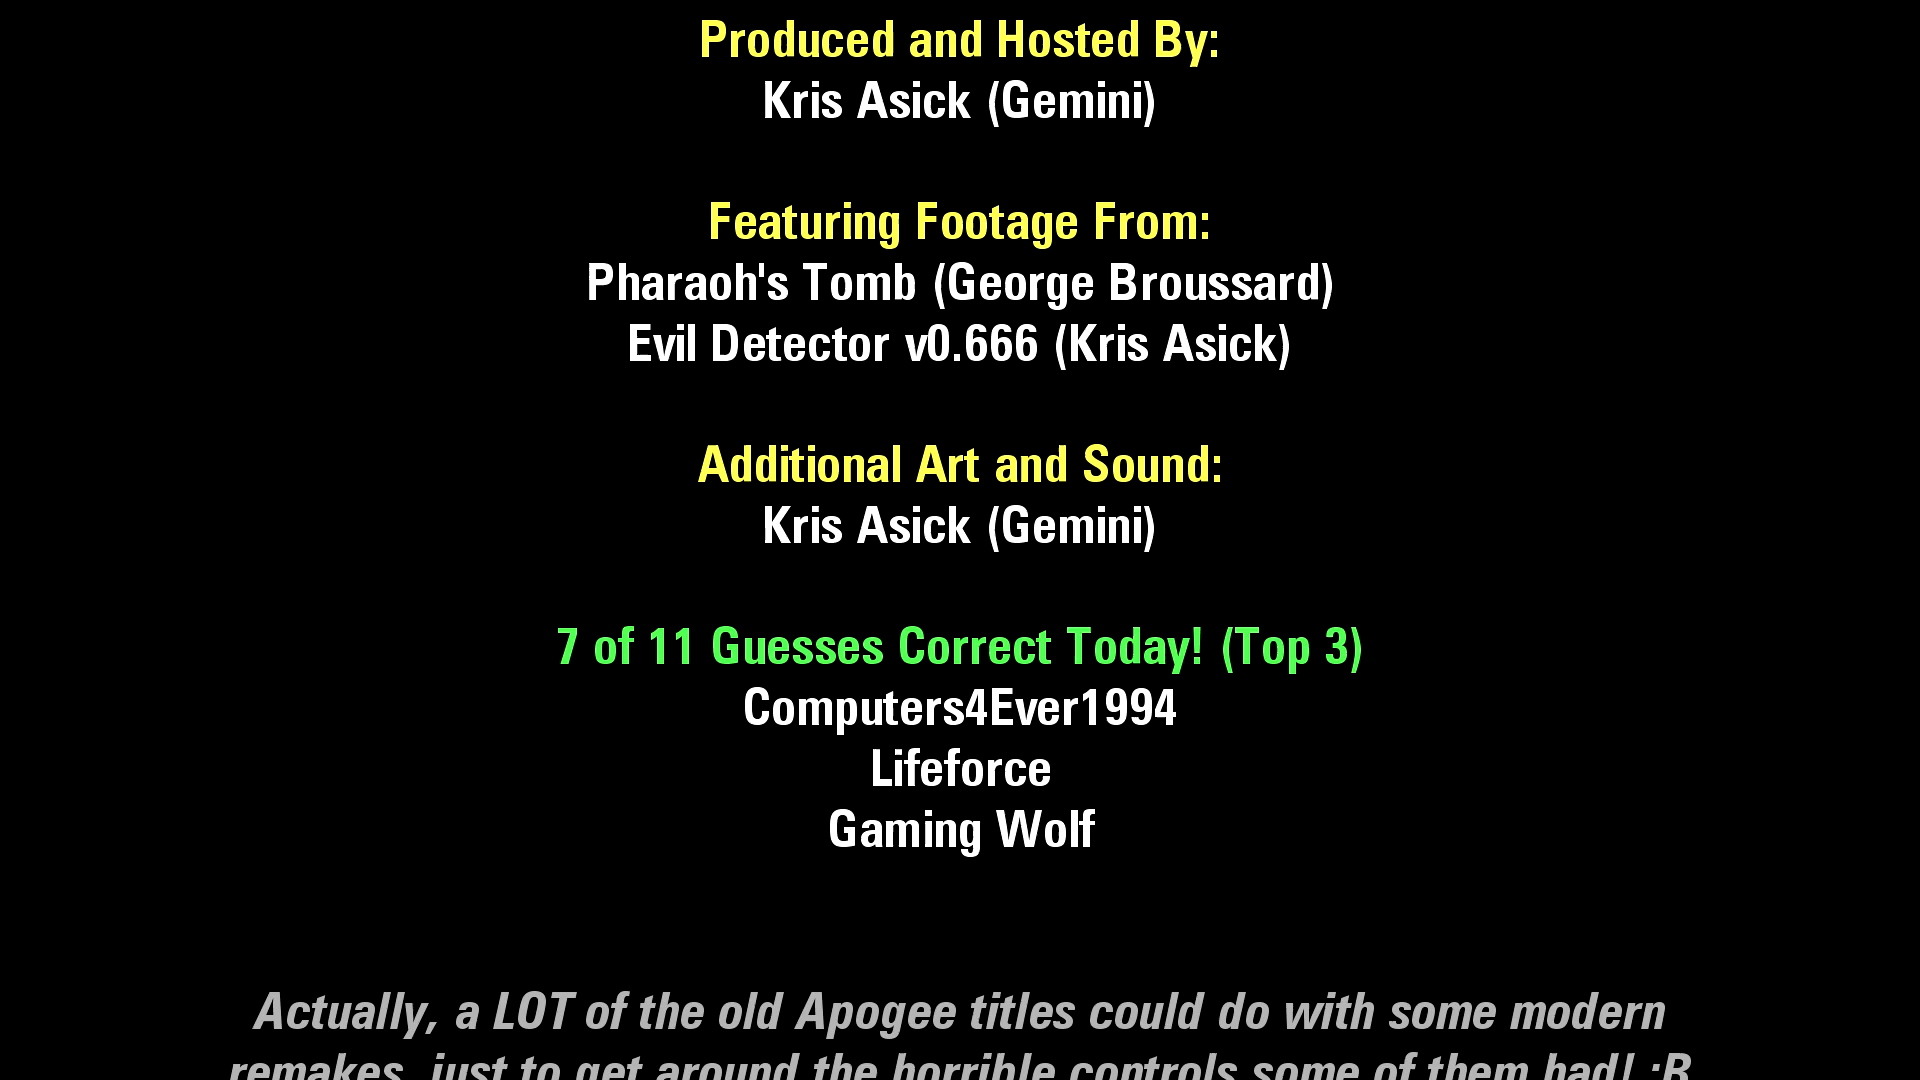 Produced and Hosted By:
Kris Asick (Gemini)
Featuring Footage From:
Pharaoh's Tomb (George Broussard)
Evil Detector v0.666 (Kris Asick)
Additional Art and Sound:
Kris Asick (Gemini)
7 of 11 Guesses Correct Today! (Top 3)
Computers4Ever1994
Lifeforce
Gaming Wolf
Actually, a LOT of the old Apogee titles could do with some modern
remakes, just to get around the horrible controls some of them had! ;B